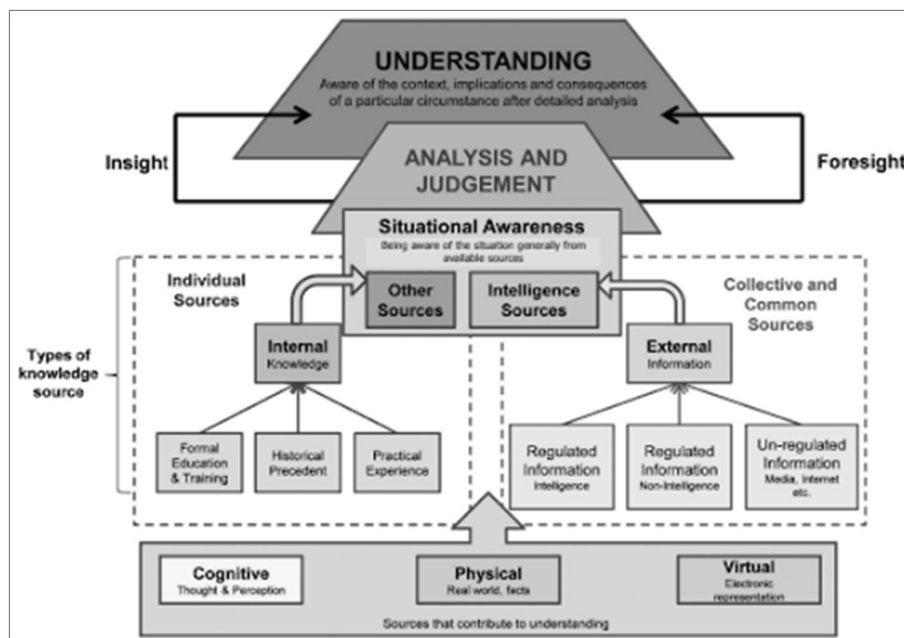 UNDERSTANDING
Aware of the context, implications and consequences
of a particular circumstance after detailed analysis
Insight
Foresight
ANALYSIS AND
JUDGEMENT
Situational Awareness
Being aware of the situation generally from
available sources
Individual
Sources
Other
Sources
Intelligence
Sources
Collective and
Common
Sources
Types of
knowledge
source
Internal
Knowledge
External
Information
Formal
Education
& Training
Historical
Precedent
Practical
Experience
Regulated
Information
Intelligence
Regulated
Information
Non-Intelligence
Un-regulated
Information
Media, Internet
etc.
Cognitive
Thought & Perception
Physical
Real world, facts
Virtual
Electronic
representation
Sources that contribute to understanding